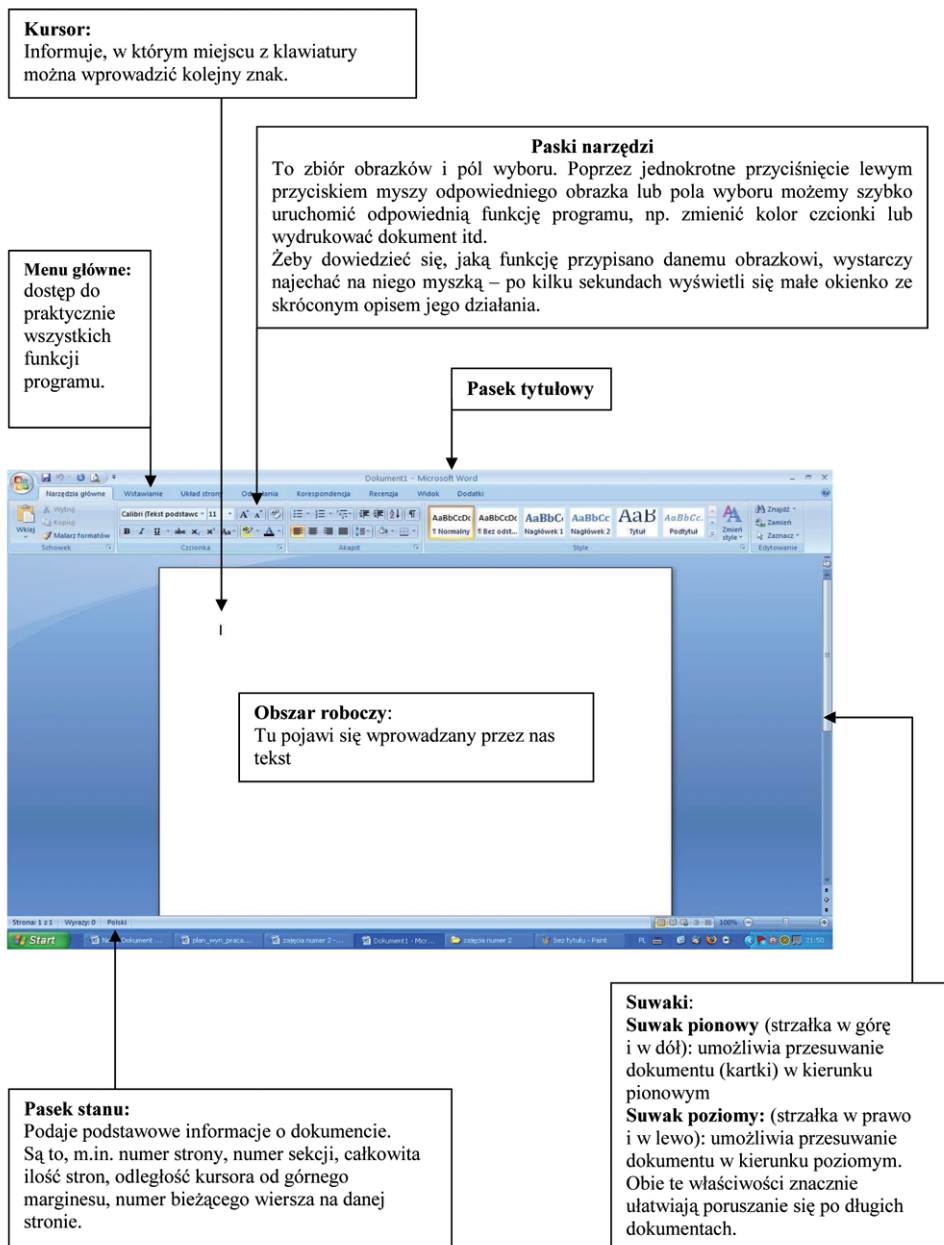 Kursor:
Informuje, w którym miejscu z klawiatury
można wprowadzić kolejny znak.
Paski narzędzi
To zbiór obrazków i pól wyboru. Poprzez jednokrotne przyciśnięcie lewym
przyciskiem myszy odpowiedniego obrazka lub pola wyboru możemy szybko
uruchomić odpowiednią funkcję programu, np. zmienić kolor czcionki lub
wydrukować dokument itd.
Żeby dowiedzieć się, jaką funkcję przypisano danemu obrazkowi, wystarczy
najechać na niego myszką – po kilku sekundach wyświetli się małe okienko ze
skróconym opisem jego działania.
Menu główne:
dostęp do
praktycznie
wszystkich
funkcji
programu.
Pasek tytułowy
Dokument1 - Microsoft Word
Narzędzia główne Wstawianie Układ strony Korespondencja Recenzja Widok Dodatki
Wklej
Wytnij
Kopiuj
Malarz formatów
Schowek
Calibri (Tekst podstawc 11
Czcionka
Akapit
AaBbCcDc AaBbCcDc AaBbC AaBbCc AaB AaBbCc.
¶ Normalny ¶ Bez odst... Nagłówek 1 Nagłówek 2 Tytuł Podtytuł
Zmień
style
Style
Znajdź
Zamień
Zaznacz
Edytowanie
Obszar roboczy:
Tu pojawi się wprowadzany przez nas
tekst
Strona: 1 z 1 Wyrazy: 0 Polski 100%
Start Dokument ... plan_wyn_praca... zajęcia numer 2 -... Dokument1 - Micr... zajęcia numer 2 bez tytułu - Paint PL 21:50
Suwaki:
Suwak pionowy (strzałka w górę
i w dół): umożliwia przesuwanie
dokumentu (kartki) w kierunku
pionowym
Suwak poziomy: (strzałka w prawo
i w lewo): umożliwia przesuwanie
dokumentu w kierunku poziomym.
Obie te właściwości znacznie
ułatwiają poruszanie się po długich
dokumentach.
Pasek stanu:
Podaje podstawowe informacje o dokumencie.
Są to, m.in. numer strony, numer sekcji, całkowita
ilość stron, odległość kursora od górnego
marginesu, numer bieżącego wiersza na danej
stronie.